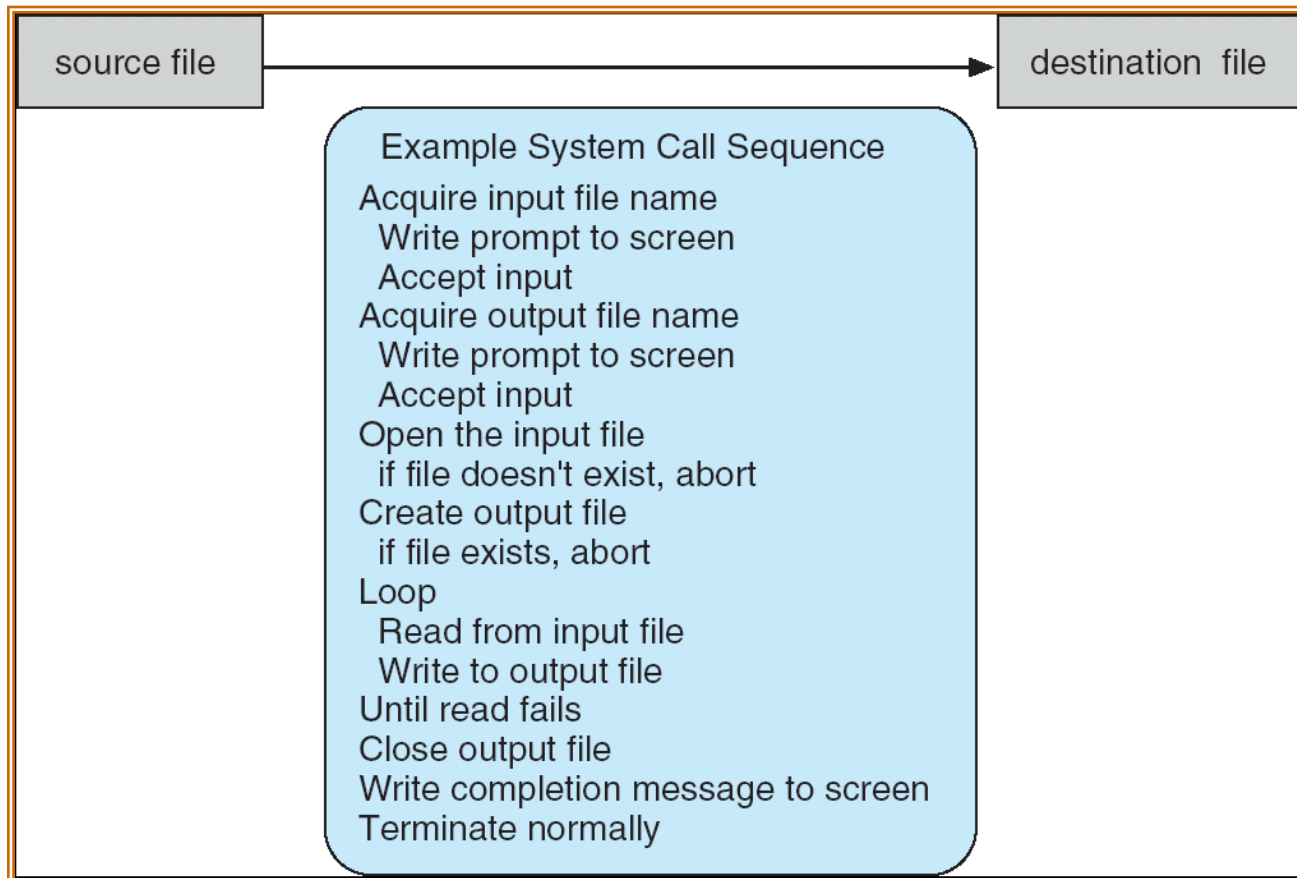 source file
destination file
Example System Call Sequence
Acquire input file name
Write prompt to screen
Accept input
Acquire output file name
Write prompt to screen
Accept input
Open the input file
if file doesn't exist, abort
Create output file
if file exists, abort
Loop
Read from input file
Write to output file
Until read fails
Close output file
Write completion message to screen
Terminate normally